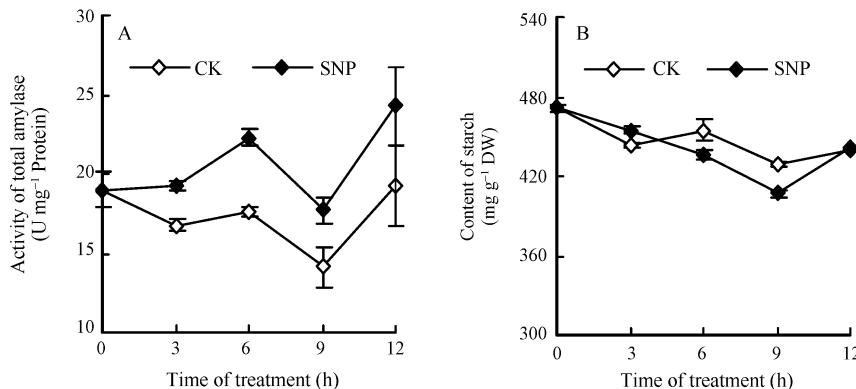 A
CK
SNP
30
25
20
15
10
0
3
6
9
12
Activity of total amylase
(U mg⁻¹ Protein)
Time of treatment (h)
B
CK
SNP
540
480
420
360
300
0
3
6
9
12
Content of starch
(mg g⁻¹ DW)
Time of treatment (h)